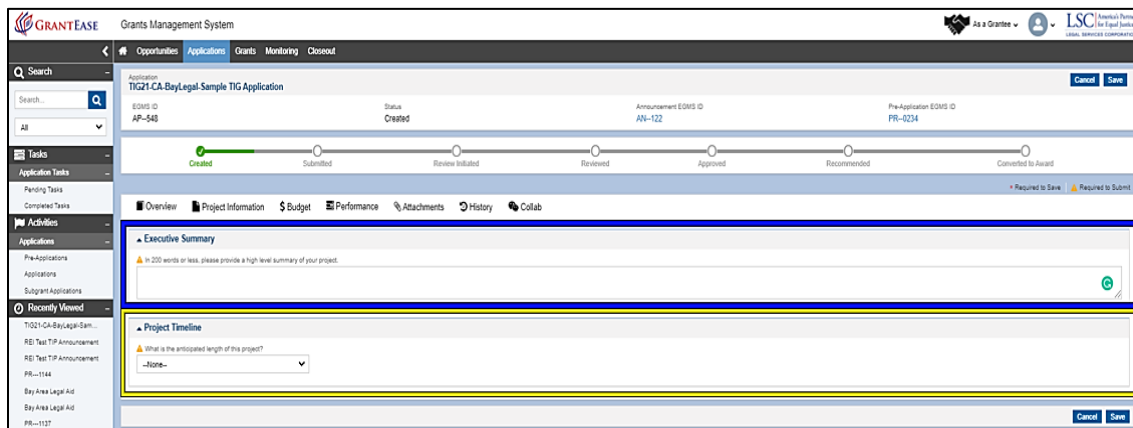 GRANTEASE Grants Management System As a Grantee LSC America's Partner for Equal Justice
LEGAL SERVICES CORPORATION
Opportunities Applications Grants Monitoring Closeout
Search
Search...
All
Tasks
Application Tasks
Pending Tasks
Completed Tasks
Activities
Applications
Pre-Applications
Applications
Subgrant Applications
Recently Viewed
TIG21-CA-BayLegal-Sam...
REI Test TIP Announcement
REI Test TIP Announcement
PR---1144
Bay Area Legal Aid
Bay Area Legal Aid
PR---1137
Application
TIG21-CA-BayLegal-Sample TIG Application
Cancel Save
EGMS ID Status Announcement EGMS ID Pre-Application EGMS ID
AP--548 Created AN--122 PR--0234
Created Submitted Review Initiated Reviewed Approved Recommended Converted to Award
* Required to Save | Required to Submit
Overview Project Information $ Budget Performance Attachments History Collab
Executive Summary
In 200 words or less, please provide a high level summary of your project.
Project Timeline
What is the anticipated length of this project?
--None--
Cancel Save